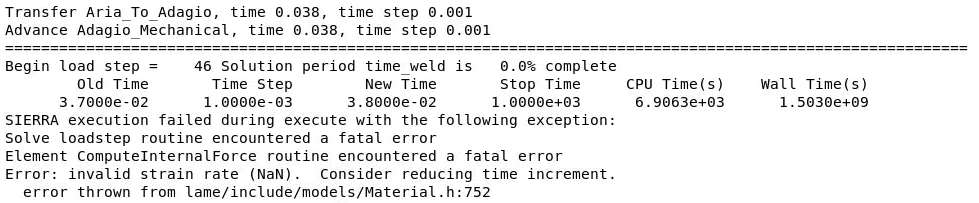 Transfer Aria_To_Adagio, time 0.038, time step 0.001
Advance Adagio_Mechanical, time 0.038, time step 0.001
===========================================================================================================
Begin load step =    46 Solution period time_weld is   0.0% complete
        Old Time       Time Step        New Time       Stop Time     CPU Time(s)    Wall Time(s)
      3.7000e-02      1.0000e-03      3.8000e-02      1.0000e+03      6.9063e+03      1.5030e+09
SIERRA execution failed during execute with the following exception:
Solve loadstep routine encountered a fatal error
Element ComputeInternalForce routine encountered a fatal error
Error: invalid strain rate (NaN).  Consider reducing time increment.
  error thrown from lame/include/models/Material.h:752